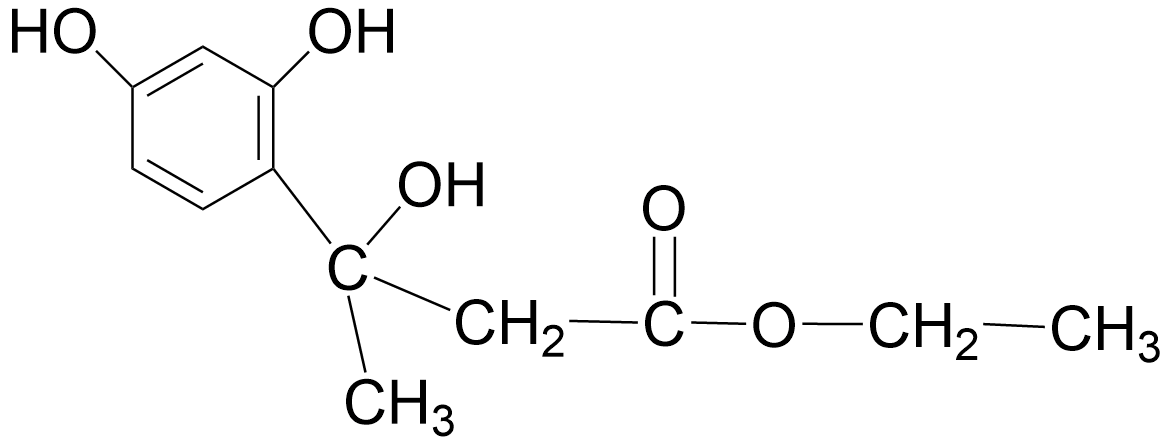 HO OH
OH
O
C
CH₂ C O CH₂ CH₃
CH₃